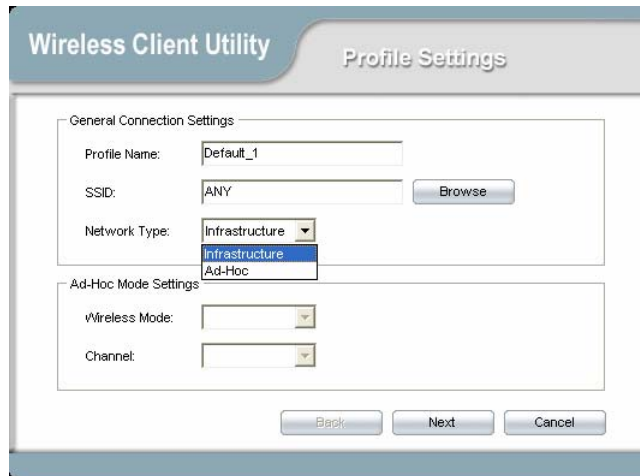 Wireless Client Utility
Profile Settings
General Connection Settings
Profile Name: Default_1
SSID: ANY Browse
Network Type: Infrastructure
Infrastructure
Ad-Hoc
Ad-Hoc Mode Settings
Wireless Mode:
Channel:
Back Next Cancel